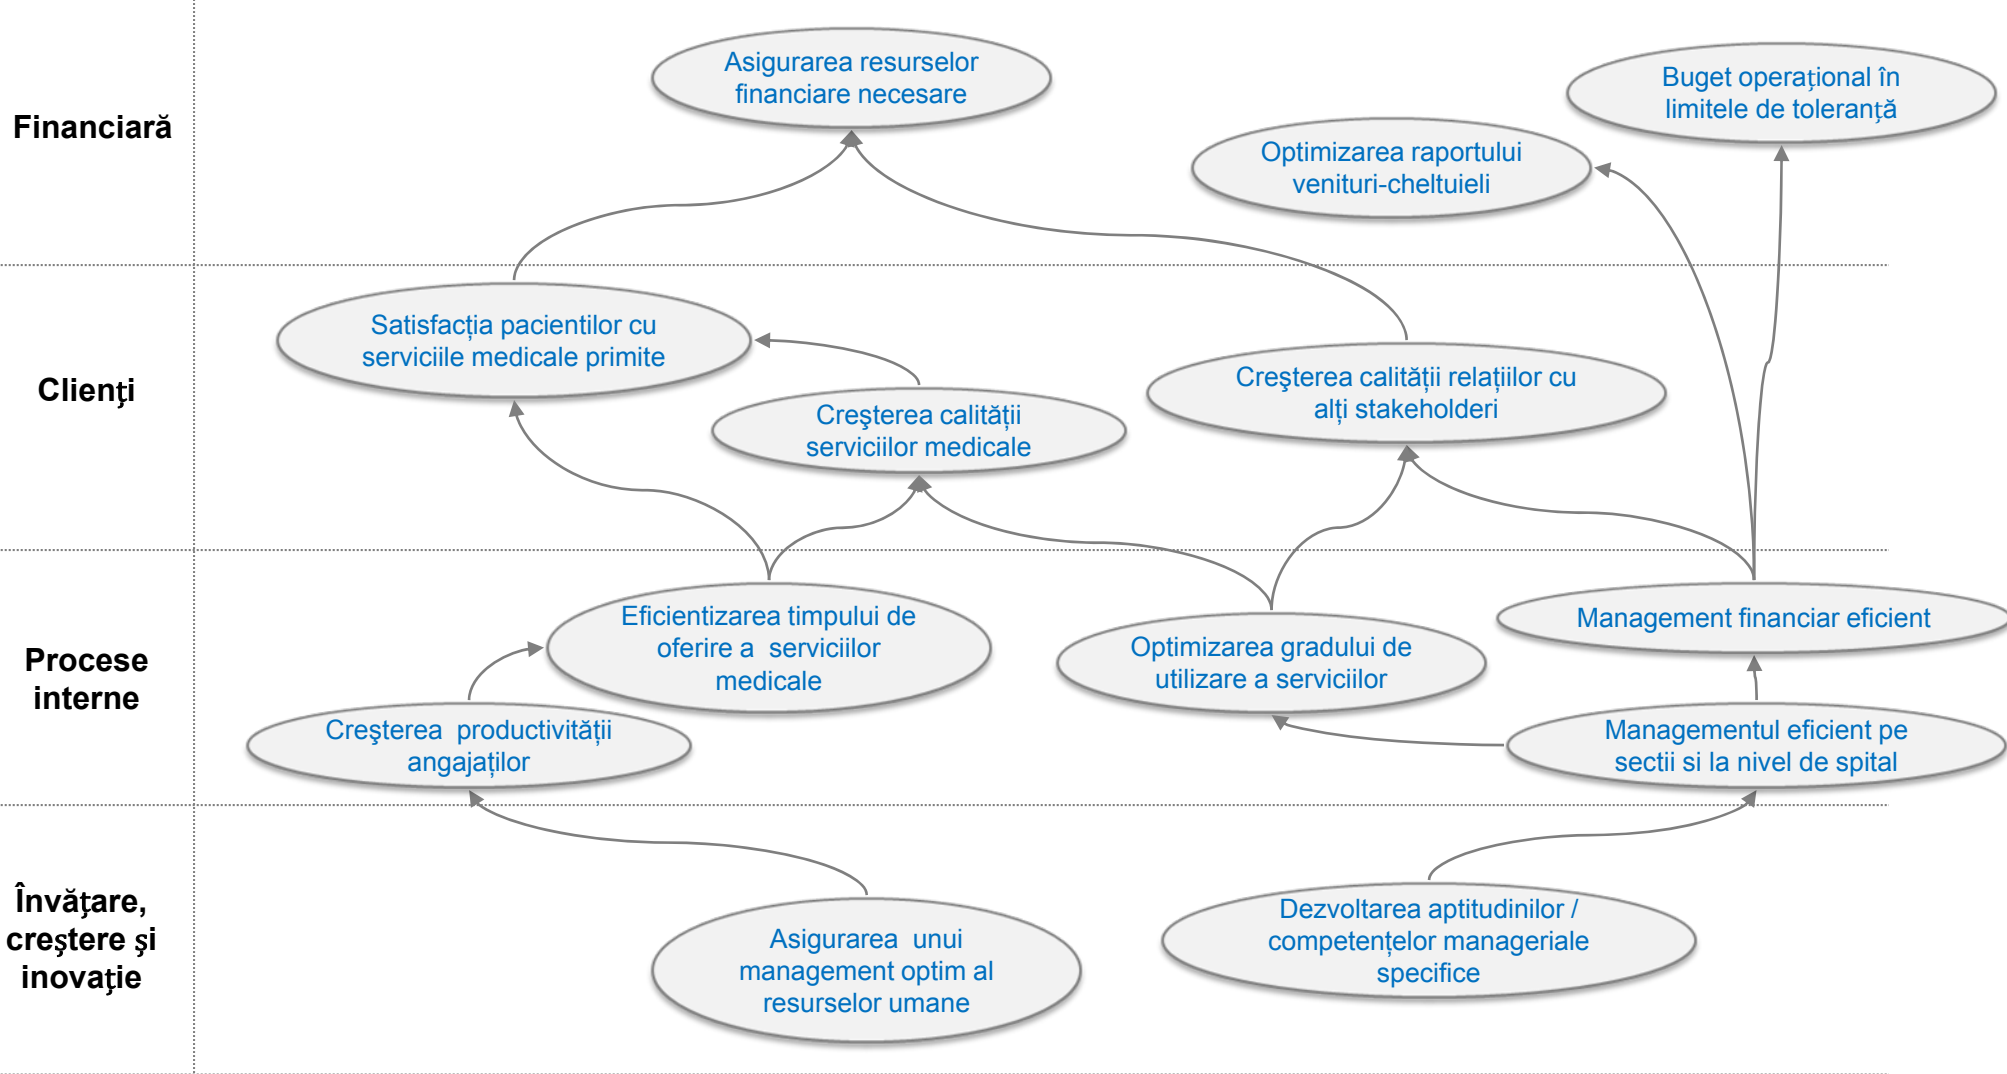 Financiară
Asigurarea resurselor
financiare necesare
Optimizarea raportului
venituri-cheltuieli
Buget operațional în
limitele de toleranță
Clienţi
Satisfacția pacientilor cu
serviciile medicale primite
Creşterea calității
serviciilor medicale
Creşterea calității relațiilor cu
alți stakeholderi
Procese
interne
Eficientizarea timpului de
oferire a  serviciilor
medicale
Optimizarea gradului de
utilizare a serviciilor
Management financiar eficient
Creşterea  productivității
angajaților
Managementul eficient pe
sectii si la nivel de spital
Învăţare,
creştere şi
inovaţie
Asigurarea  unui
management optim al
resurselor umane
Dezvoltarea aptitudinilor /
competențelor manageriale
specifice